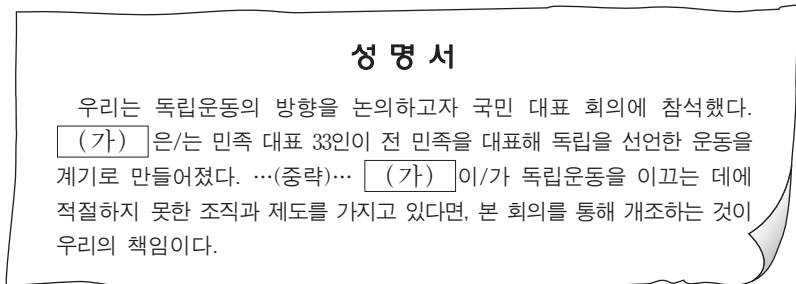 성 명 서
우리는 독립운동의 방향을 논의하고자 국민 대표 회의에 참석했다.
(가) 은/는 민족 대표 33인이 전 민족을 대표해 독립을 선언한 운동을
계기로 만들어졌다. …(중략)… (가) 이/가 독립운동을 이끄는 데에
적절하지 못한 조직과 제도를 가지고 있다면, 본 회의를 통해 개조하는 것이
우리의 책임이다.